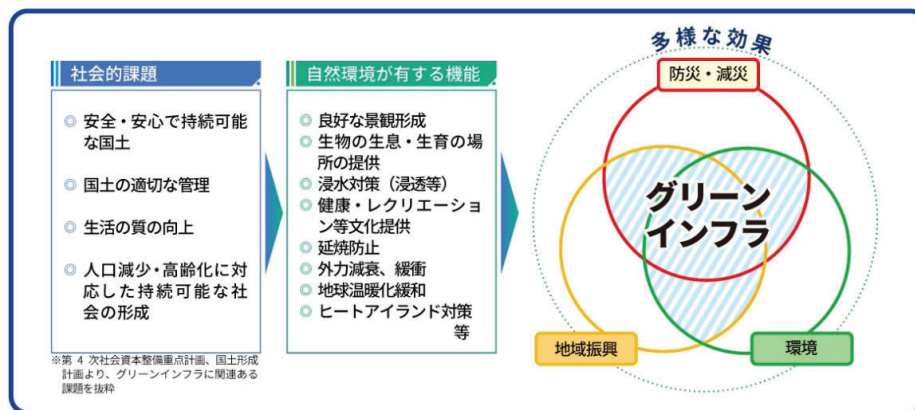 社会的課題
◎ 安全・安心で持続可能
な国土
◎ 国土の適切な管理
◎ 生活の質の向上
◎ 人口減少・高齢化に対
応した持続可能な社
会の形成
※第 4 次社会資本整備重点計画、国土形成
計画より、グリーンインフラに関連ある
課題を抜粋
自然環境が有する機能
◎ 良好な景観形成
◎ 生物の生息・生育の場
所の提供
◎ 浸水対策（浸透等）
◎ 健康・レクリエーショ
ン等文化提供
◎ 延焼防止
◎ 外力減衰、緩衝
◎ 地球温暖化緩和
◎ ヒートアイランド対策
等
多様な効果
防災・減災
グリーン
インフラ
地域振興
環境